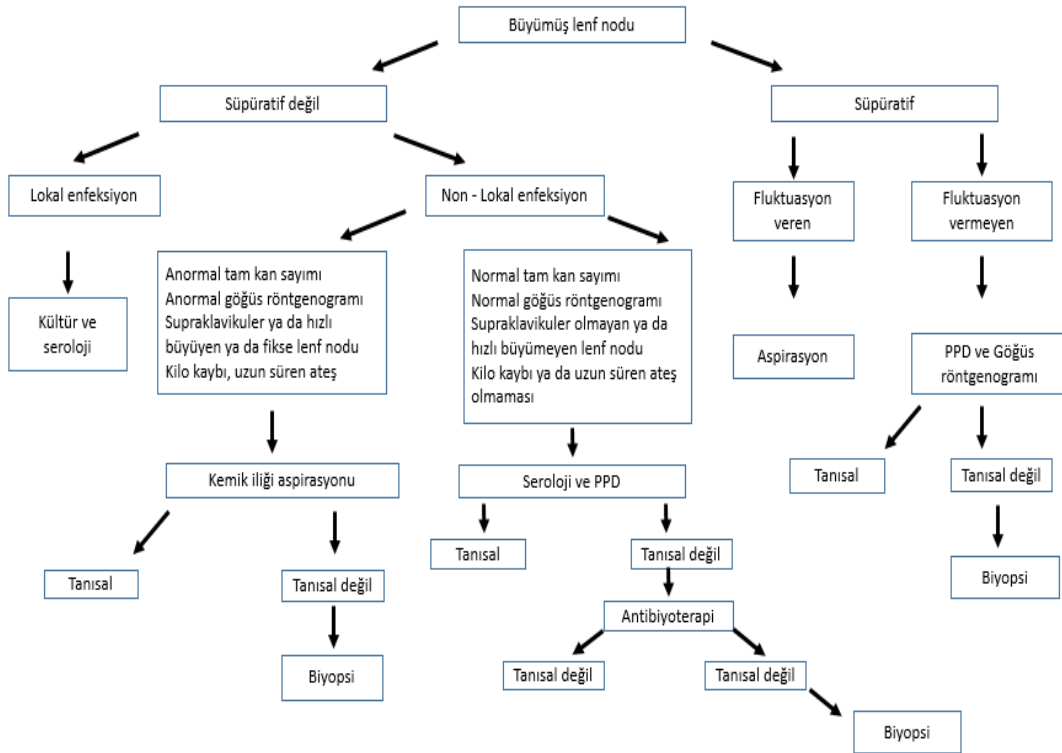 Büyümüş lenf nodu
Süpüratif değil
Süpüratif
Lokal enfeksiyon
Non - Lokal enfeksiyon
Fluktuasyon
veren
Fluktuasyon
vermeyen
Kültür ve
seroloji
Anormal tam kan sayımı
Anormal göğüs röntgenogramı
Supraklavikuler ya da hızlı
büyüyen ya da fikse lenf nodu
Kilo kaybı, uzun süren ateş
Normal tam kan sayımı
Normal göğüs röntgenogramı
Supraklavikuler olmayan ya da
hızlı büyümeyen lenf nodu
Kilo kaybı ya da uzun süren ateş
olmaması
Aspirasyon
PPD ve Göğüs
röntgenogramı
Kemik iliği aspirasyonu
Seroloji ve PPD
Tanısal
Tanısal değil
Tanısal
Tanısal değil
Tanısal
Tanısal değil
Biyopsi
Antibiyoterapi
Biyopsi
Tanısal değil
Tanısal değil
Biyopsi